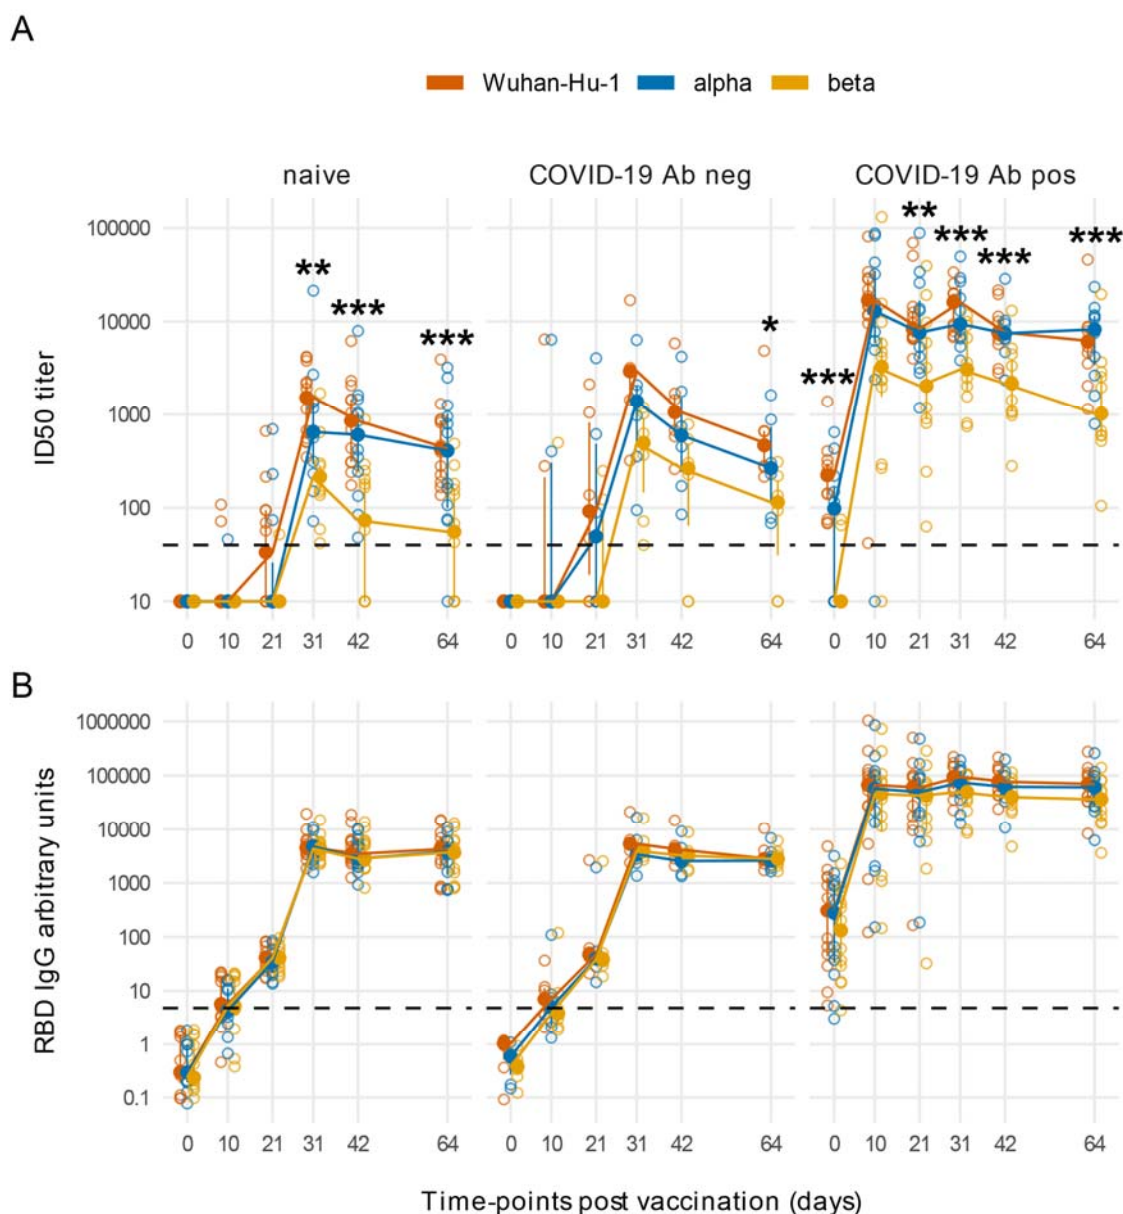 A
Wuhan-Hu-1 alpha beta
naive COVID-19 Ab neg COVID-19 Ab pos
ID50 titer
100000
10000
1000
100
10
** *** ***
*
*** ** *** *** ***
0 10 21 31 42 64 0 10 21 31 42 64 0 10 21 31 42 64
B
RBD IgG arbitrary units
1000000
100000
10000
1000
100
10
1
0.1
0 10 21 31 42 64 0 10 21 31 42 64 0 10 21 31 42 64
Time-points post vaccination (days)